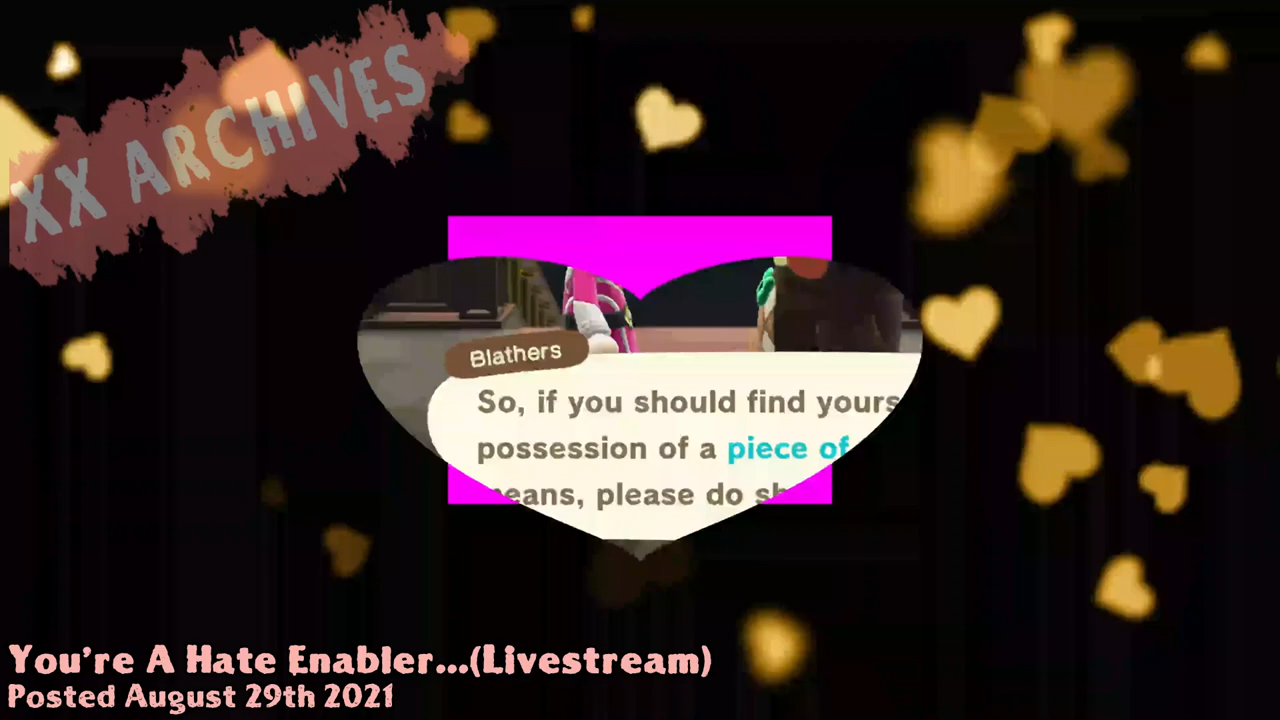 XX ARCHIVES
Blathers
So, if you should find yours
possession of a piece of
means, please do sh
You're A Hate Enabler...(Livestream)
Posted August 29th 2021